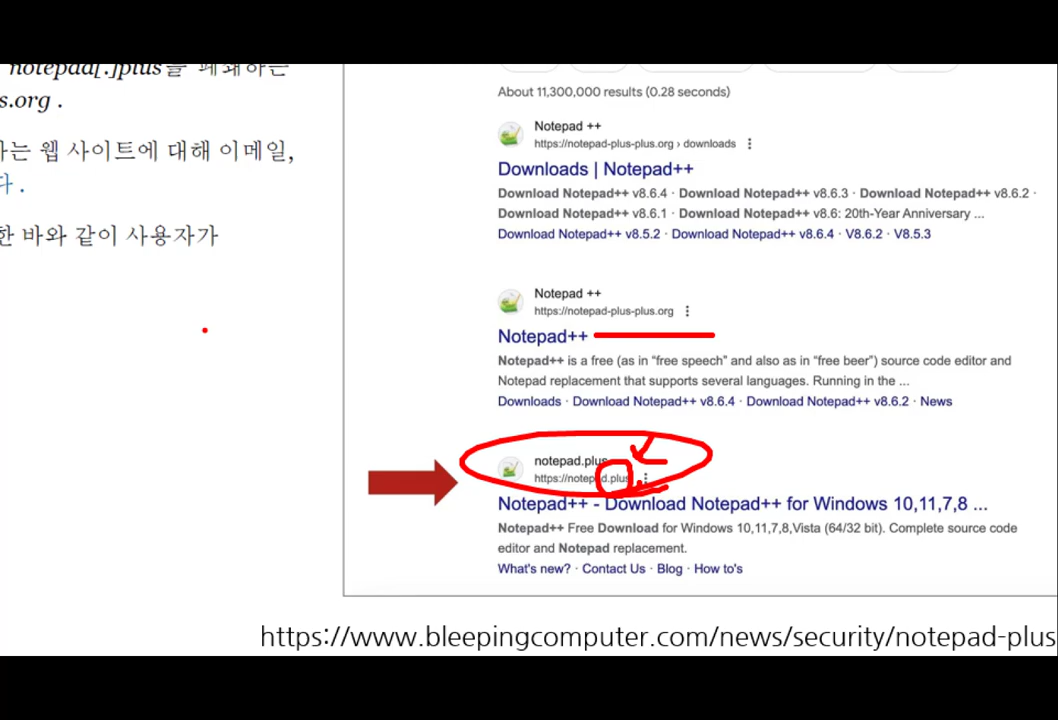 notepad[.]plus를 폐쇄하는
s.org .
하는 웹 사이트에 대해 이메일,
다 .
한 바와 같이 사용자가
About 11,300,000 results (0.28 seconds)
Notepad ++
https://notepad-plus-plus.org › downloads
Downloads | Notepad++
Download Notepad++ v8.6.4 · Download Notepad++ v8.6.3 · Download Notepad++ v8.6.2 ·
Download Notepad++ v8.6.1 · Download Notepad++ v8.6: 20th-Year Anniversary ...
Download Notepad++ v8.5.2 · Download Notepad++ v8.6.4 · V8.6.2 · V8.5.3
Notepad ++
https://notepad-plus-plus.org
Notepad++
Notepad++ is a free (as in “free speech” and also as in “free beer”) source code editor and
Notepad replacement that supports several languages. Running in the ...
Downloads · Download Notepad++ v8.6.4 · Download Notepad++ v8.6.2 · News
notepad.plus
https://notepad.plus
Notepad++ - Download Notepad++ for Windows 10,11,7,8 ...
Notepad++ Free Download for Windows 10,11,7,8,Vista (64/32 bit). Complete source code
editor and Notepad replacement.
What's new? · Contact Us · Blog · How to's
https://www.bleepingcomputer.com/news/security/notepad-plus